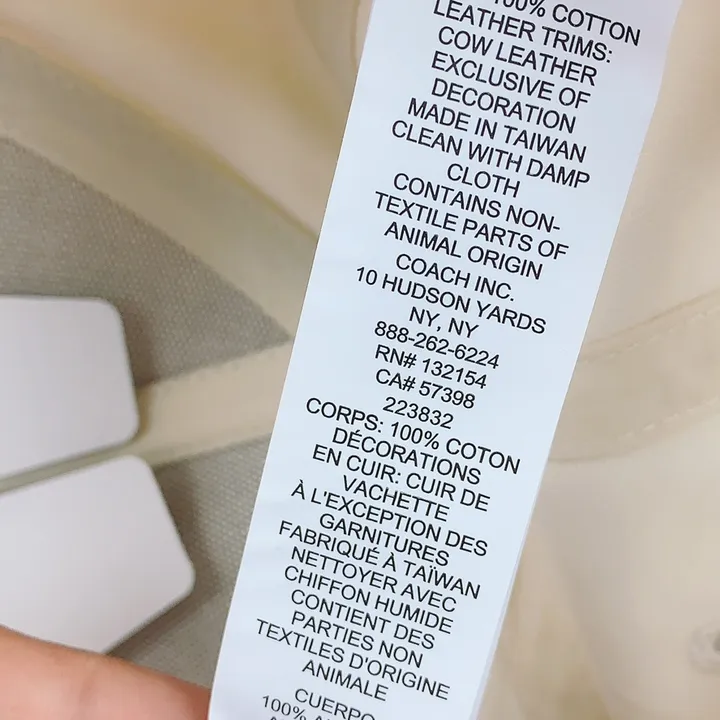 100% COTTON
LEATHER TRIMS:
COW LEATHER
EXCLUSIVE OF
DECORATION
MADE IN TAIWAN
CLEAN WITH DAMP
CLOTH
CONTAINS NON-
TEXTILE PARTS OF
ANIMAL ORIGIN
COACH INC.
10 HUDSON YARDS
NY, NY
888-262-6224
RN# 132154
CA# 57398
223832
CORPS: 100% COTON
DÉCORATIONS
EN CUIR: CUIR DE
VACHETTE
À L'EXCEPTION DES
GARNITURES
FABRIQUÉ À TAÏWAN
NETTOYER AVEC
CHIFFON HUMIDE
CONTIENT DES
PARTIES NON
TEXTILES D'ORIGINE
ANIMALE
CUERPO
100%